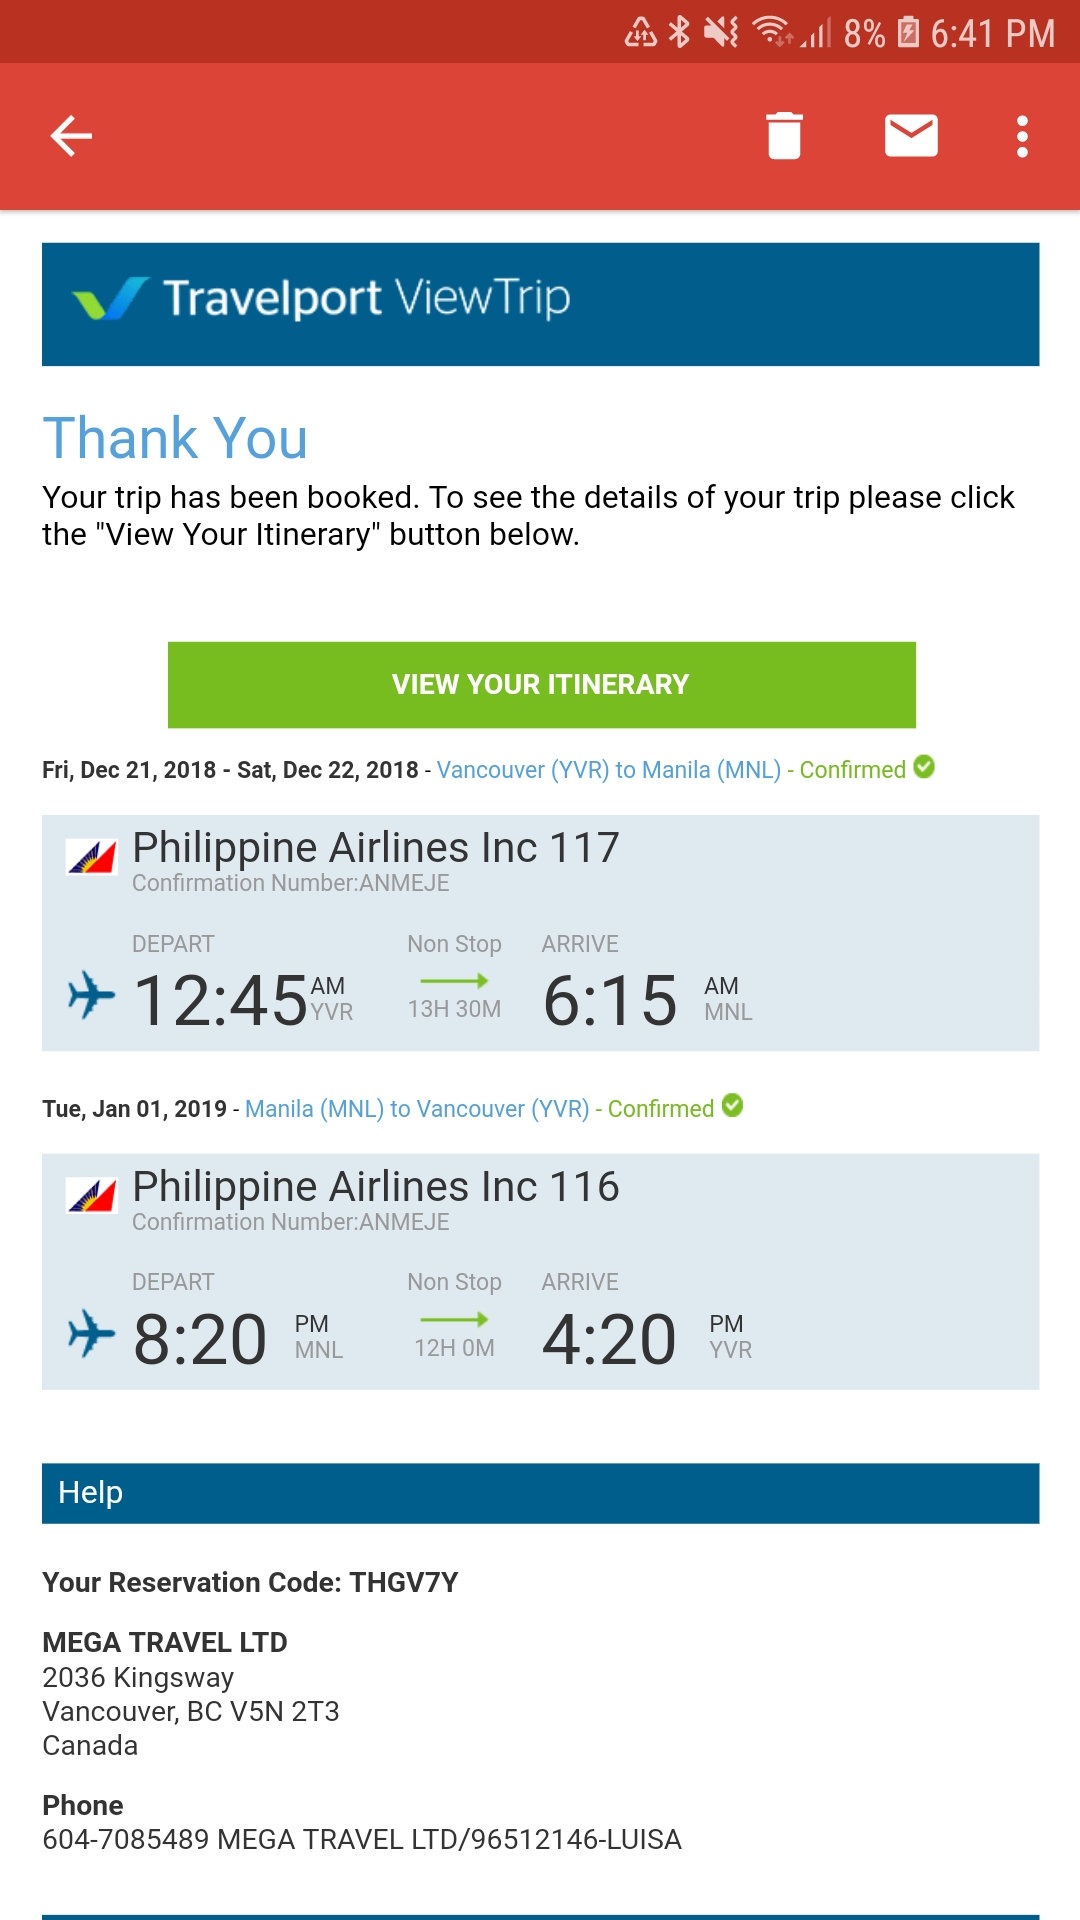 8% 6:41 PM
Travelport ViewTrip
Thank You
Your trip has been booked. To see the details of your trip please click
the "View Your Itinerary" button below.
VIEW YOUR ITINERARY
Fri, Dec 21, 2018 - Sat, Dec 22, 2018 - Vancouver (YVR) to Manila (MNL) - Confirmed
Philippine Airlines Inc 117
Confirmation Number:ANMEJE
DEPART Non Stop ARRIVE
12:45 AM YVR 13H 30M 6:15 AM MNL
Tue, Jan 01, 2019 - Manila (MNL) to Vancouver (YVR) - Confirmed
Philippine Airlines Inc 116
Confirmation Number:ANMEJE
DEPART Non Stop ARRIVE
8:20 PM MNL 12H 0M 4:20 PM YVR
Help
Your Reservation Code: THGV7Y
MEGA TRAVEL LTD
2036 Kingsway
Vancouver, BC V5N 2T3
Canada
Phone
604-7085489 MEGA TRAVEL LTD/96512146-LUISA